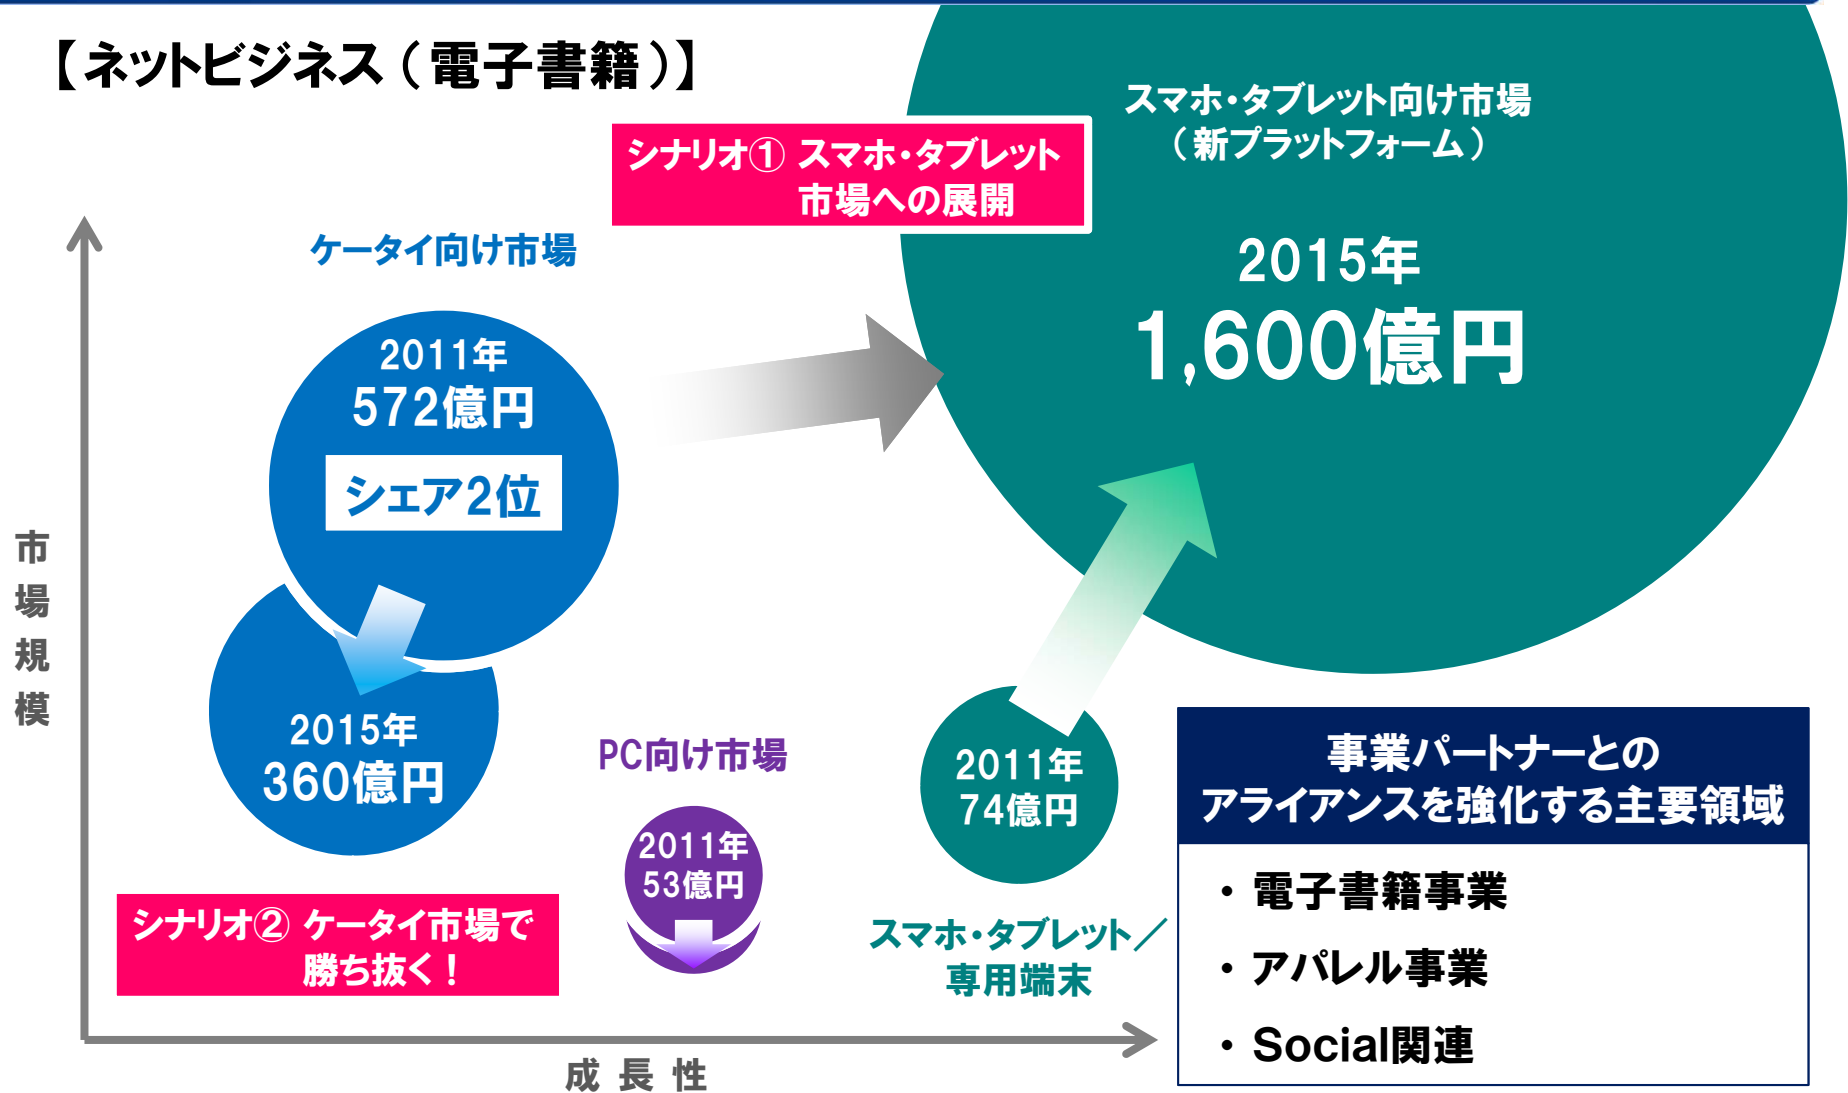 【ネットビジネス（電子書籍）】
スマホ・タブレット向け市場
（新プラットフォーム）
シナリオ① スマホ・タブレット
市場への展開
2015年
1,600億円
ケータイ向け市場
2011年
572億円
シェア2位
市場規模
2015年
360億円
PC向け市場
2011年
53億円
2011年
74億円
スマホ・タブレット／
専用端末
シナリオ② ケータイ市場で
勝ち抜く！
事業パートナーとの
アライアンスを強化する主要領域
・ 電子書籍事業
・ アパレル事業
・ Social関連
成長性